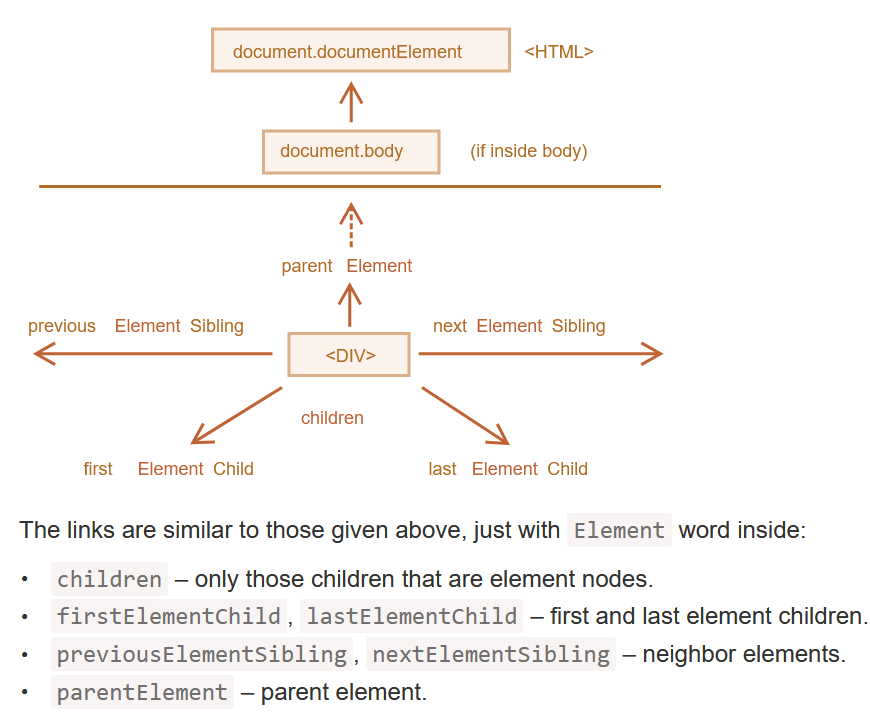 document.documentElement <HTML>
document.body (if inside body)
parent Element
previous Element Sibling next Element Sibling
<DIV>
children
first Element Child last Element Child
The links are similar to those given above, just with Element word inside:
• children – only those children that are element nodes.
• firstElementChild, lastElementChild – first and last element children.
• previousElementSibling, nextElementSibling – neighbor elements.
• parentElement – parent element.